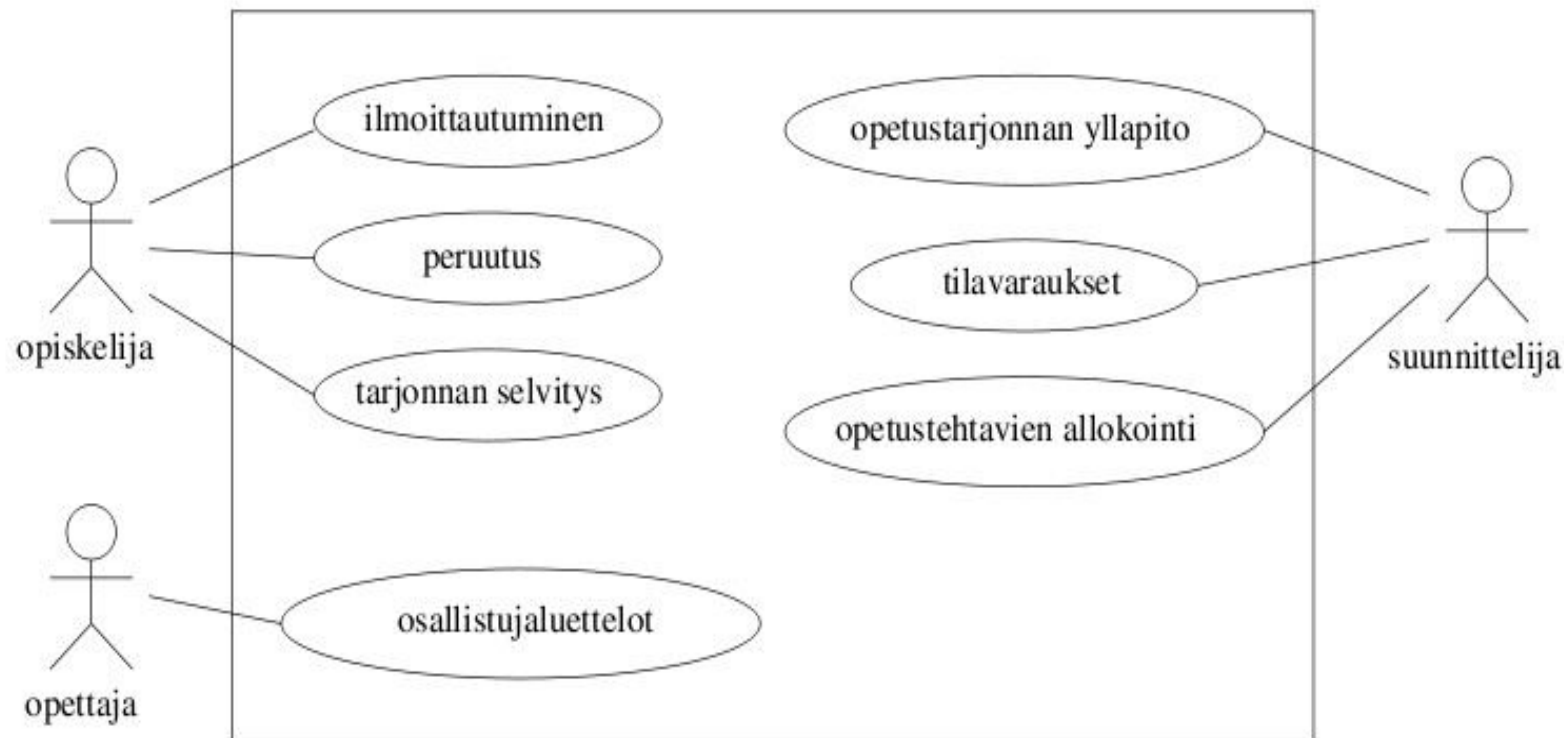 ilmoittautuminen
opetustarjonnan yllapito
peruutus
tilavaraukset
opiskelija
suunnittelija
tarjonnan selvitys
opetustehtavien allokointi
osallistujaluettelot
opettaja